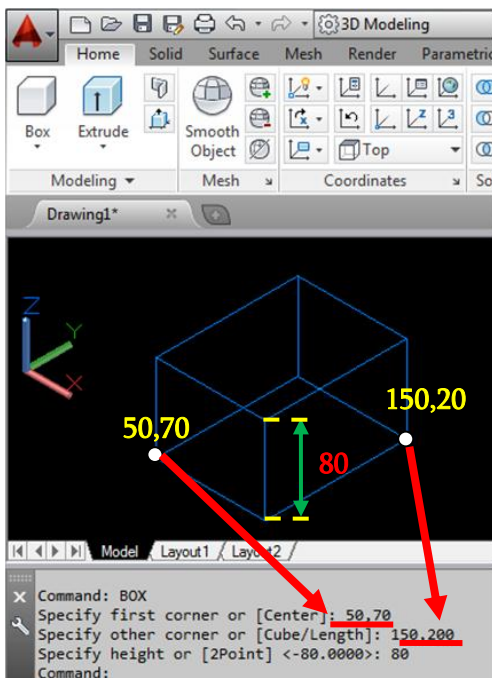 3D Modeling
Home Solid Surface Mesh Render Parametric
Box Extrude Smooth Object Top
Modeling Mesh Coordinates So
Drawing1*
Z
Y
X
50,70
150,20
80
Model Layout1 Layout2
Command: BOX
Specify first corner or [Center]: 50,70
Specify other corner or [Cube/Length]: 150,200
Specify height or [2Point] <-80.0000>: 80
Command: